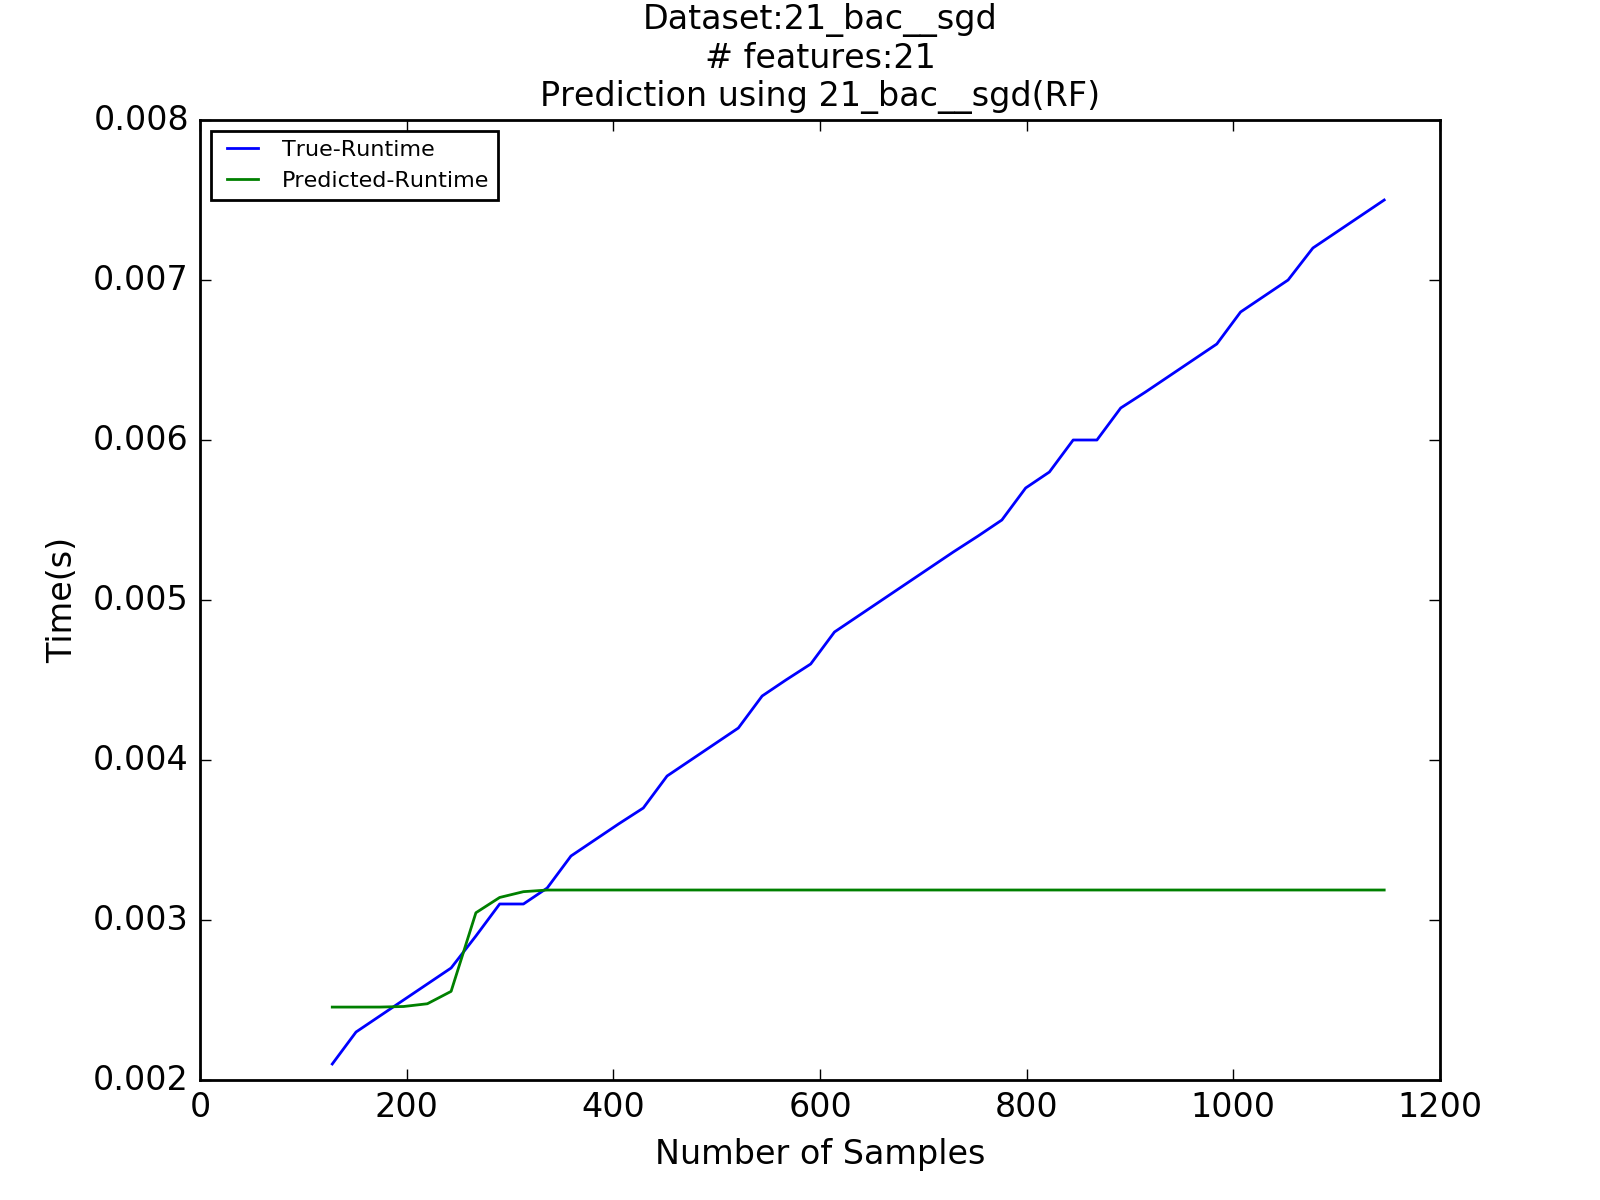 Dataset:21_bac__sgd
# features:21
Prediction using 21_bac__sgd(RF)
0.008
0.007
0.006
0.005
0.004
0.003
0.002
True-Runtime
Predicted-Runtime
Time(s)
0
200
400
600
800
1000
1200
Number of Samples